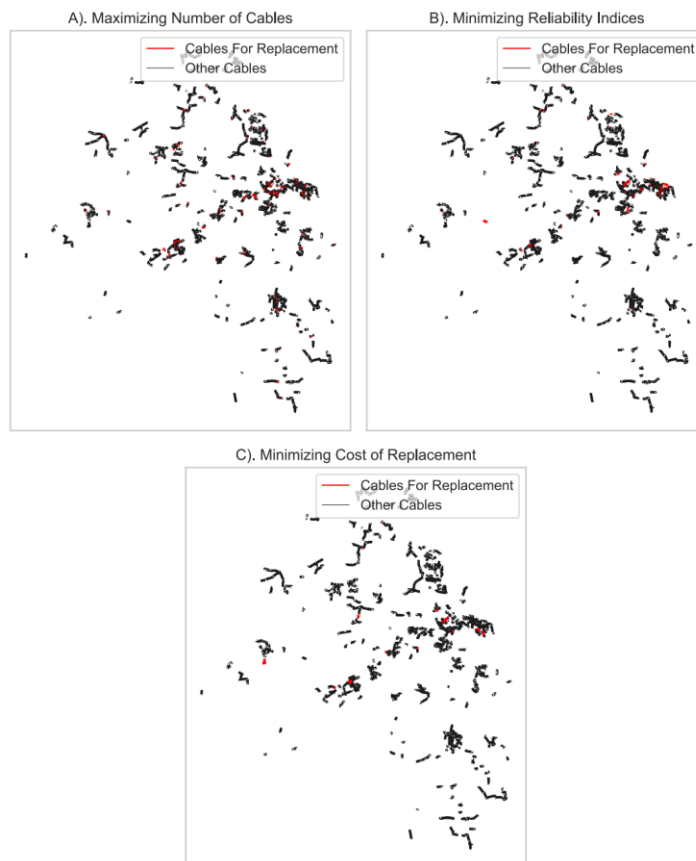 A). Maximizing Number of Cables
Cables For Replacement
Other Cables
B). Minimizing Reliability Indices
Cables For Replacement
Other Cables
C). Minimizing Cost of Replacement
Cables For Replacement
Other Cables